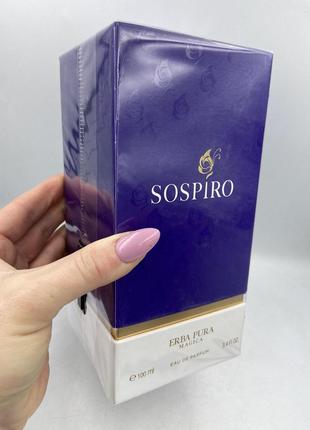 SOSPIRO
ERBA PURA
MAGICA
EAU DE PARFUM
e 100 ml 3.4 fl.oz.